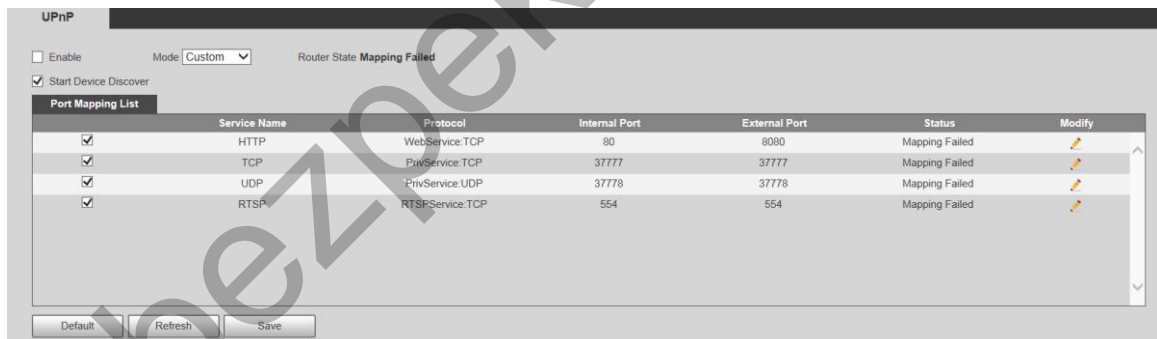 UPnP
Enable Mode Custom Router State Mapping Failed
Start Device Discover
Port Mapping List
Service Name Protocol Internal Port External Port Status Modify
HTTP WebService:TCP 80 8080 Mapping Failed
TCP PrivService:TCP 37777 37777 Mapping Failed
UDP PrivService:UDP 37778 37778 Mapping Failed
RTSP RTSPService:TCP 554 554 Mapping Failed
Default Refresh Save